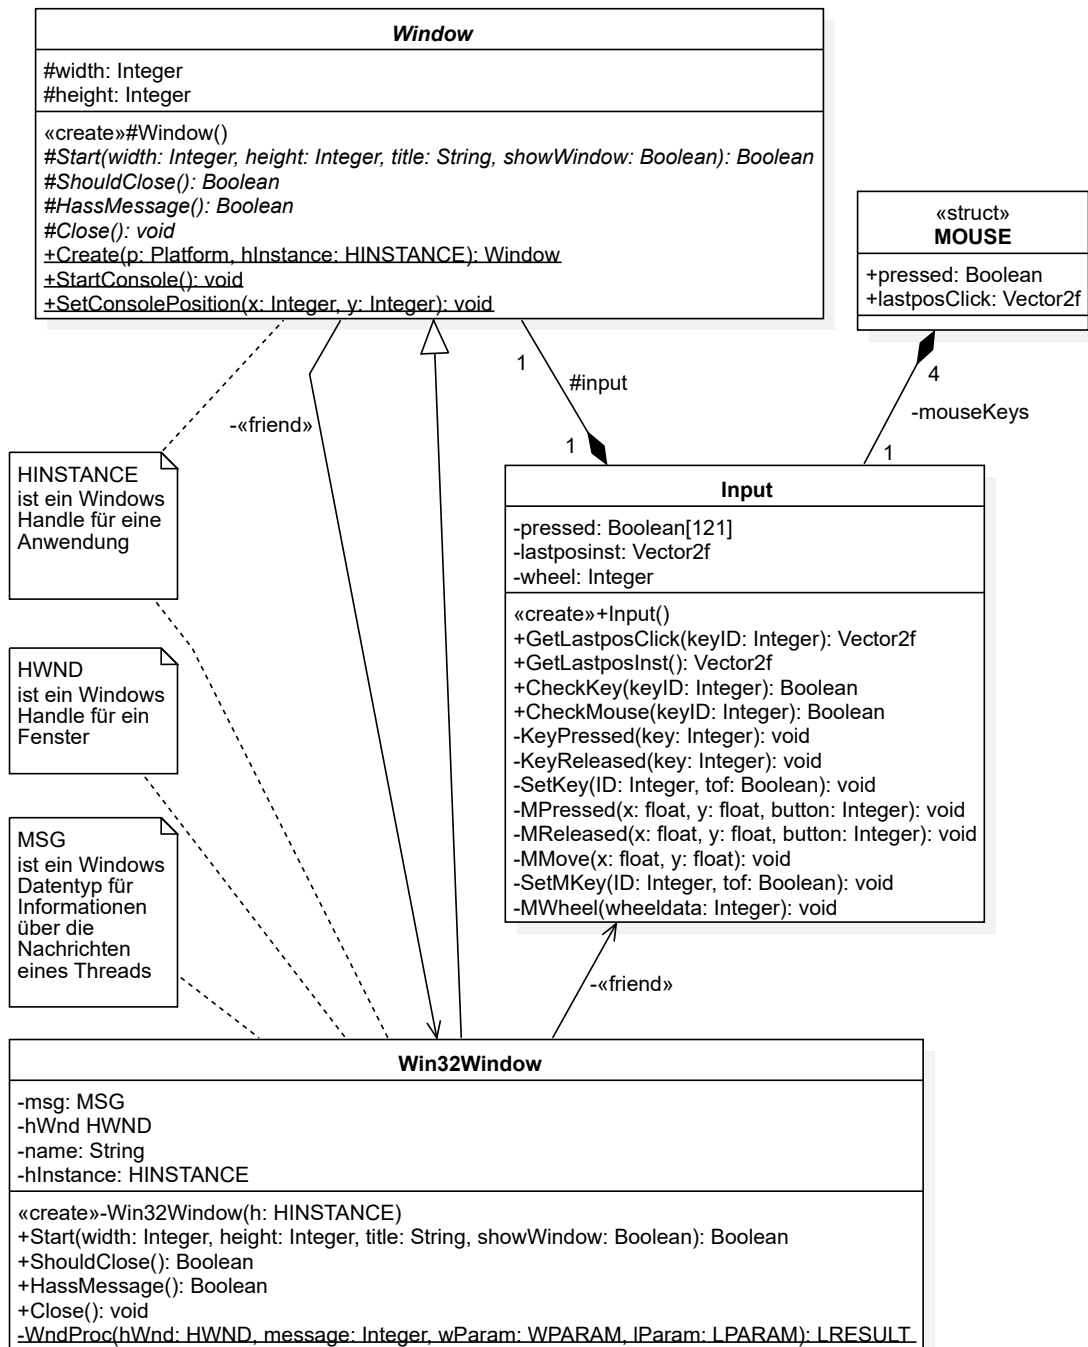 Window
#width: Integer
#height: Integer
«create»#Window()
#Start(width: Integer, height: Integer, title: String, showWindow: Boolean): Boolean
#ShouldClose(): Boolean
#HassMessage(): Boolean
#Close(): void
+Create(p: Platform, hInstance: HINSTANCE): Window
+StartConsole(): void
+SetConsolePosition(x: Integer, y: Integer): void
«struct»
MOUSE
+pressed: Boolean
+lastposClick: Vector2f
1
#input
1
4
-mouseKeys
1
-«friend»
HINSTANCE
ist ein Windows
Handle für eine
Anwendung
HWND
ist ein Windows
Handle für ein
Fenster
MSG
ist ein Windows
Datentyp für
Informationen
über die
Nachrichten
eines Threads
Input
-pressed: Boolean[121]
-lastposinst: Vector2f
-wheel: Integer
«create»+Input()
+GetLastposClick(keyID: Integer): Vector2f
+GetLastposInst(): Vector2f
+CheckKey(keyID: Integer): Boolean
+CheckMouse(keyID: Integer): Boolean
-KeyPressed(key: Integer): void
-KeyReleased(key: Integer): void
-SetKey(ID: Integer, tof: Boolean): void
-MPressed(x: float, y: float, button: Integer): void
-MReleased(x: float, y: float, button: Integer): void
-MMove(x: float, y: float): void
-SetMKey(ID: Integer, tof: Boolean): void
-MWheel(wheeldata: Integer): void
-«friend»
Win32Window
-msg: MSG
-hWnd HWND
-name: String
-hInstance: HINSTANCE
«create»-Win32Window(h: HINSTANCE)
+Start(width: Integer, height: Integer, title: String, showWindow: Boolean): Boolean
+ShouldClose(): Boolean
+HassMessage(): Boolean
+Close(): void
-WndProc(hWnd: HWND, message: Integer, wParam: WPARAM, lParam: LPARAM): LRESULT